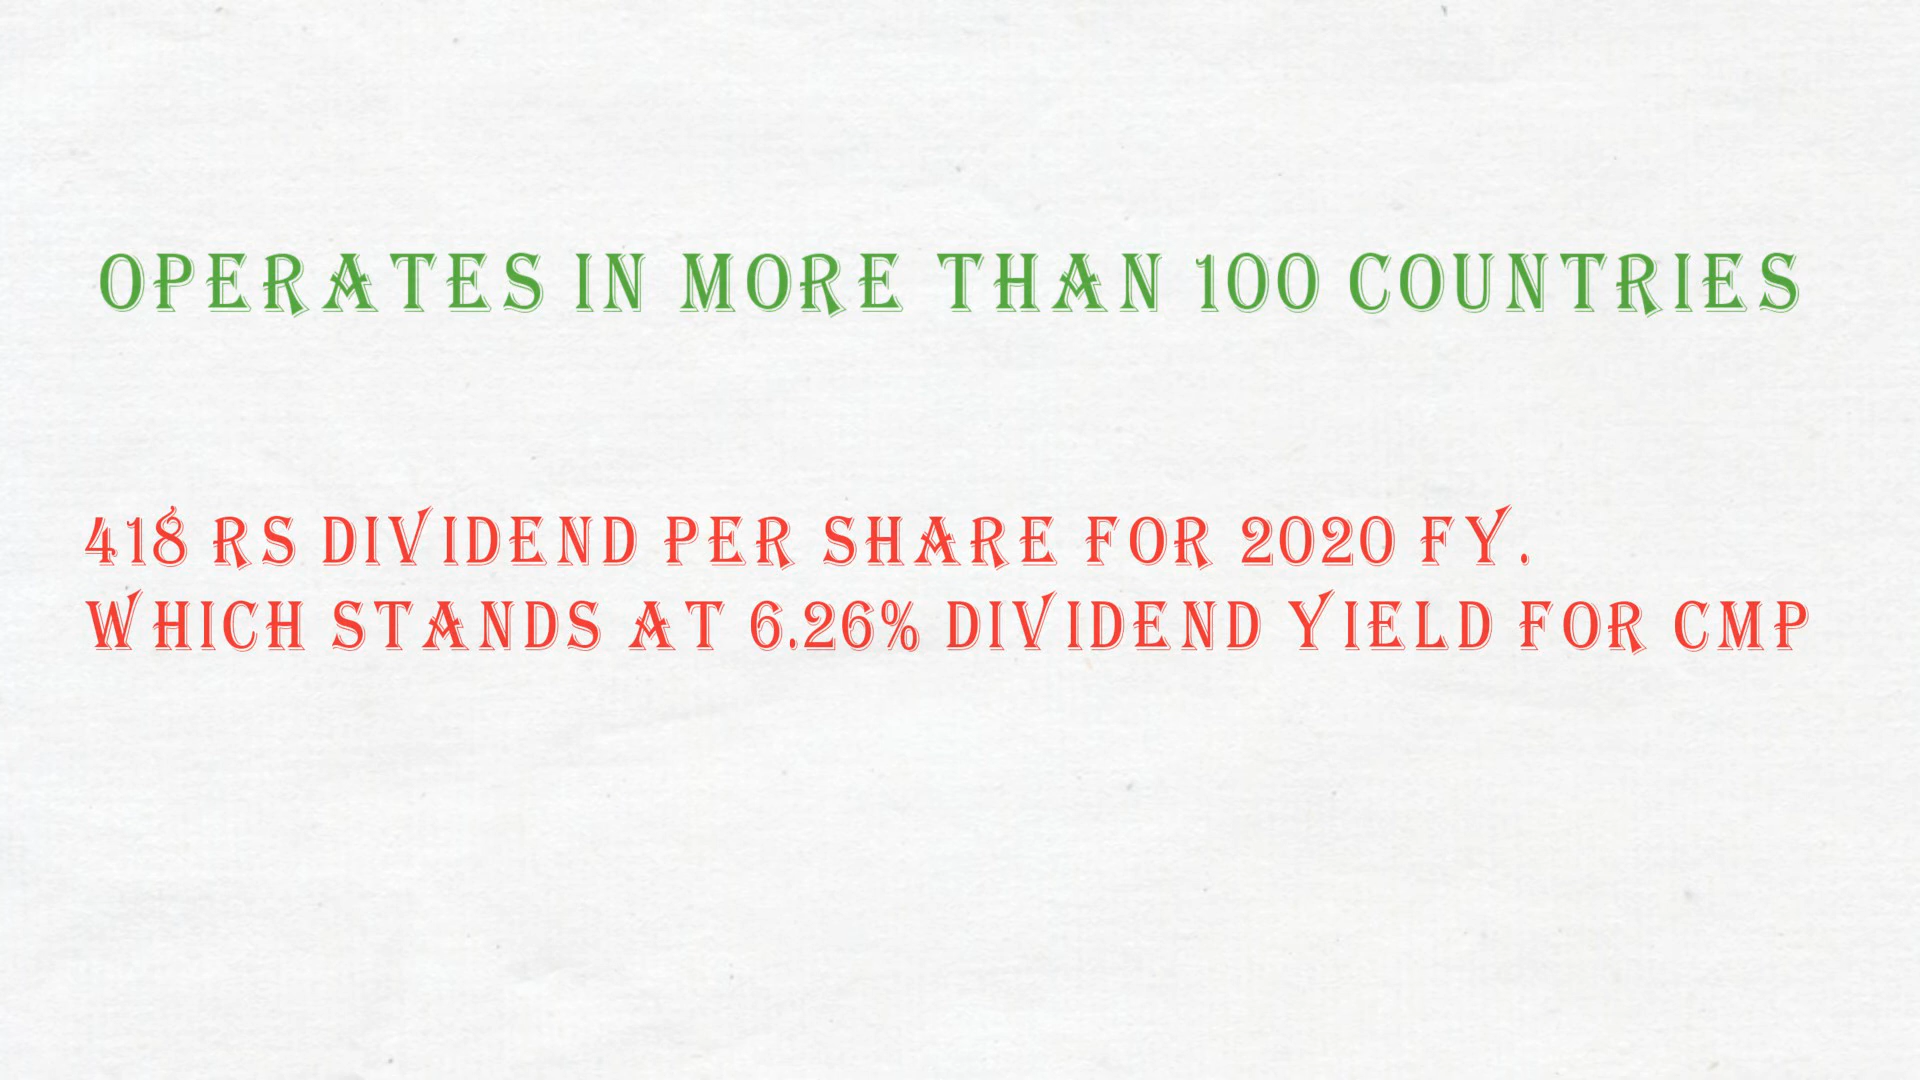 OPERATES IN MORE THAN 100 COUNTRIES
418 RS DIVIDEND PER SHARE FOR 2020 FY.
WHICH STANDS AT 6.26% DIVIDEND YIELD FOR CMP